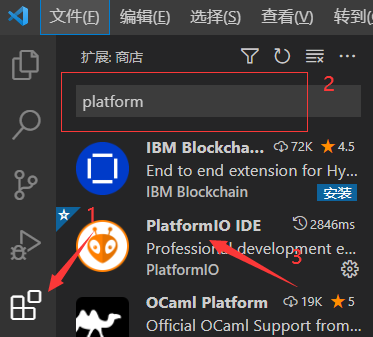 文件(F) 编辑(E) 选择(S) 查看(V) 转到(
扩展: 商店
2
platform
IBM Blockcha... 72K 4.5
End to end extension for Hy...
IBM Blockchain 安装
1
PlatformIO IDE 2846ms
Professional development e...
PlatformIO
3
OCaml Platform 19K 5
Official OCaml Support from...